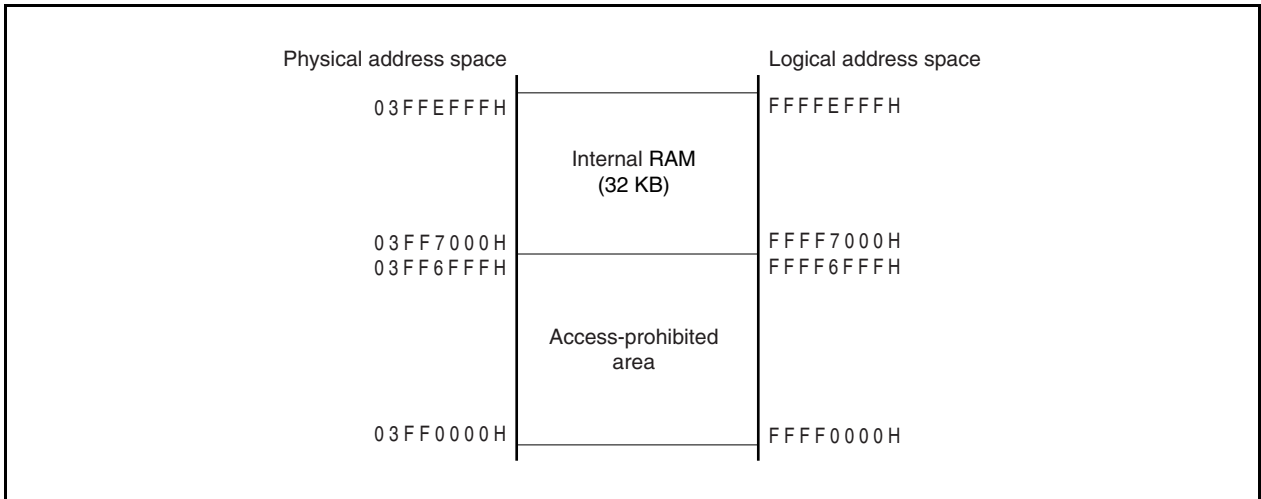 Physical address space
Logical address space
03FFEFFFH
FFFFEFFFH
Internal RAM
(32 KB)
03FF7000H
FFFF7000H
03FF6FFFH
FFFF6FFFH
Access-prohibited
area
03FF0000H
FFFF0000H